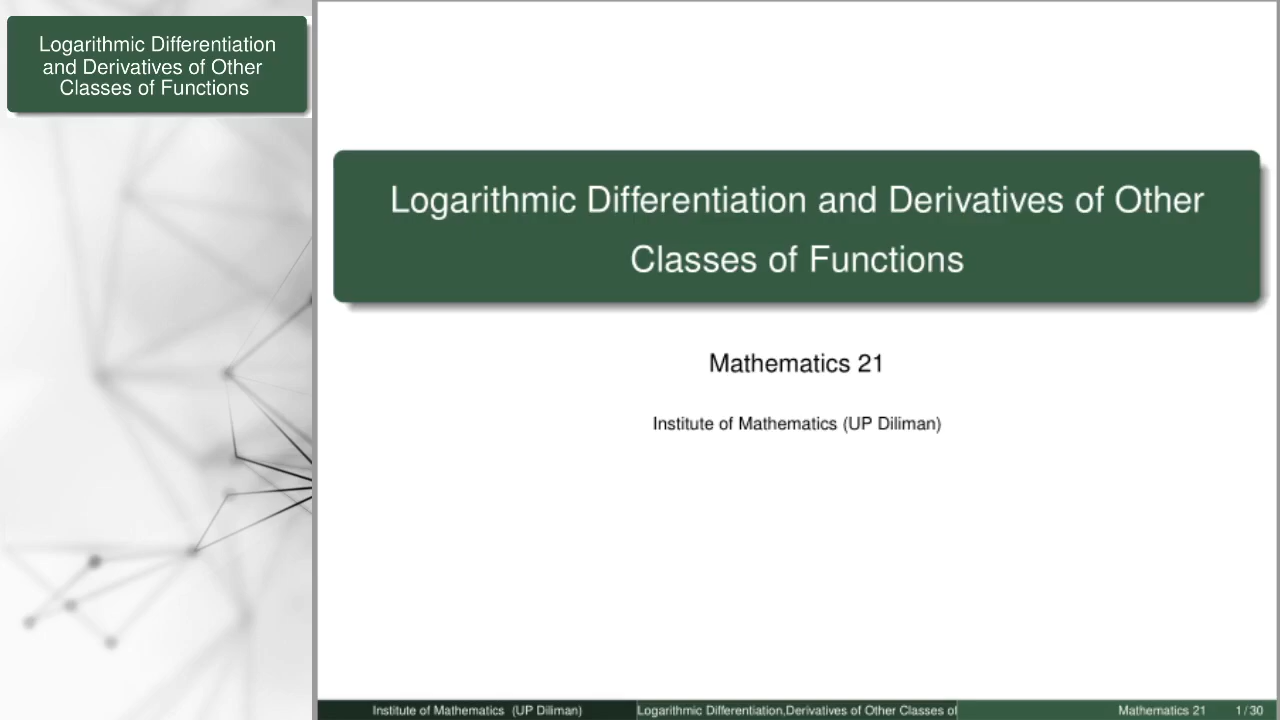 Logarithmic Differentiation
and Derivatives of Other
Classes of Functions
Logarithmic Differentiation and Derivatives of Other
Classes of Functions
Mathematics 21
Institute of Mathematics (UP Diliman)
Institute of Mathematics (UP Diliman)
Logarithmic Differentiation,Derivatives of Other Classes of
Mathematics 21
1 / 30